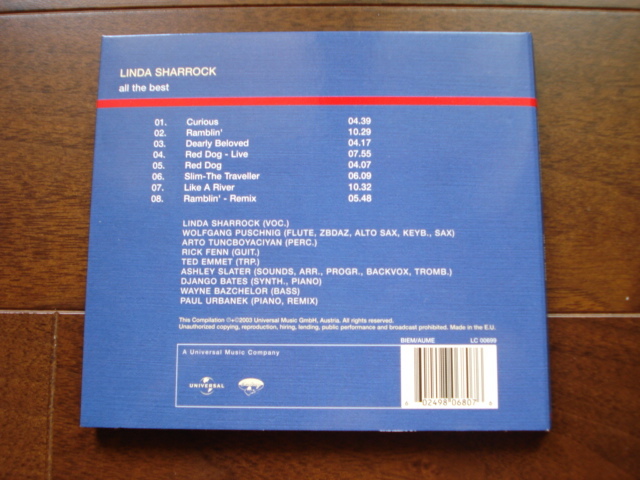 LINDA SHARROCK
all the best
01. Curious 04.39
02. Ramblin' 10.29
03. Dearly Beloved 04.17
04. Red Dog - Live 07.55
05. Red Dog 04.07
06. Slim-The Traveller 06.09
07. Like A River 10.32
08. Ramblin' - Remix 05.48
LINDA SHARROCK (VOC.)
WOLFGANG PUSCHNIG (FLUTE, ZBDAZ, ALTO SAX, KEYB., SAX)
ARTO TUNCBOYACIYAN (PERC.)
RICK FENN (GUIT.)
TED EMMET (TRP.)
ASHLEY SLATER (SOUNDS, ARR., PROGR., BACKVOX, TROMB.)
DJANGO BATES (SYNTH., PIANO)
WAYNE BAZCHELOR (BASS)
PAUL URBANEK (PIANO, REMIX)
This Compilation ℗+©2003 Universal Music GmbH, Austria. All rights reserved.
Unauthorized copying, reproduction, hiring, lending, public performance and broadcast prohibited. Made in the E.U.
A Universal Music Company
BIEM/AUME LC 00699
UNIVERSAL
02498 06807